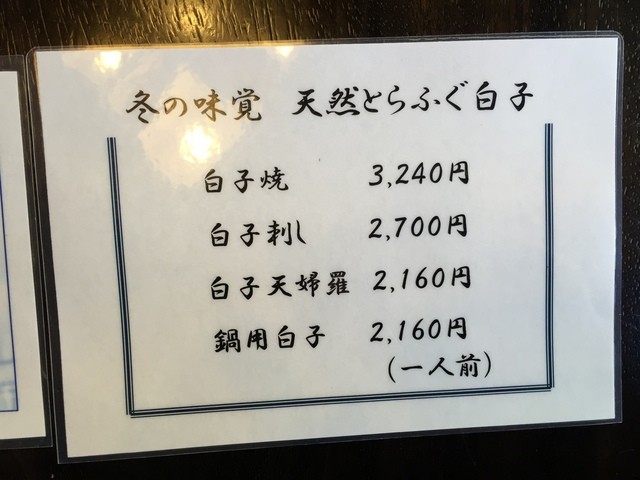 冬の味覚 天然とらふぐ白子
白子焼 3,240円
白子刺し 2,700円
白子天婦羅 2,160円
鍋用白子 2,160円
(一人前)